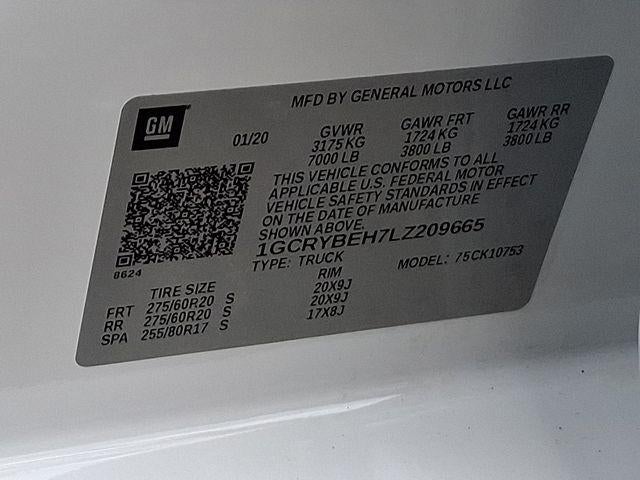 MFD BY GENERAL MOTORS LLC
GM
01/20
GVWR GAWR FRT GAWR RR
3175 KG 1724 KG 1724 KG
7000 LB 3800 LB 3800 LB
THIS VEHICLE CONFORMS TO ALL
APPLICABLE U.S. FEDERAL MOTOR
VEHICLE SAFETY STANDARDS IN EFFECT
ON THE DATE OF MANUFACTURE
SHOWN ABOVE.
1GCRYBEH7LZ209665
8624
TYPE: TRUCK MODEL: 75CK10753
TIRE SIZE RIM
FRT 275/60R20 S 20X9J
RR 275/60R20 S 20X9J
SPA 255/80R17 S 17X8J